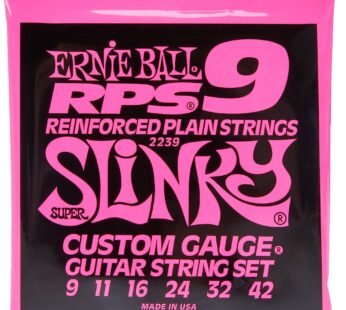 ERNIE BALL®
RPS® 9
REINFORCED PLAIN STRINGS
2239
SUPER SLINKY®
CUSTOM GAUGE®
GUITAR STRING SET
9 11 16 24 32 42
MADE IN USA